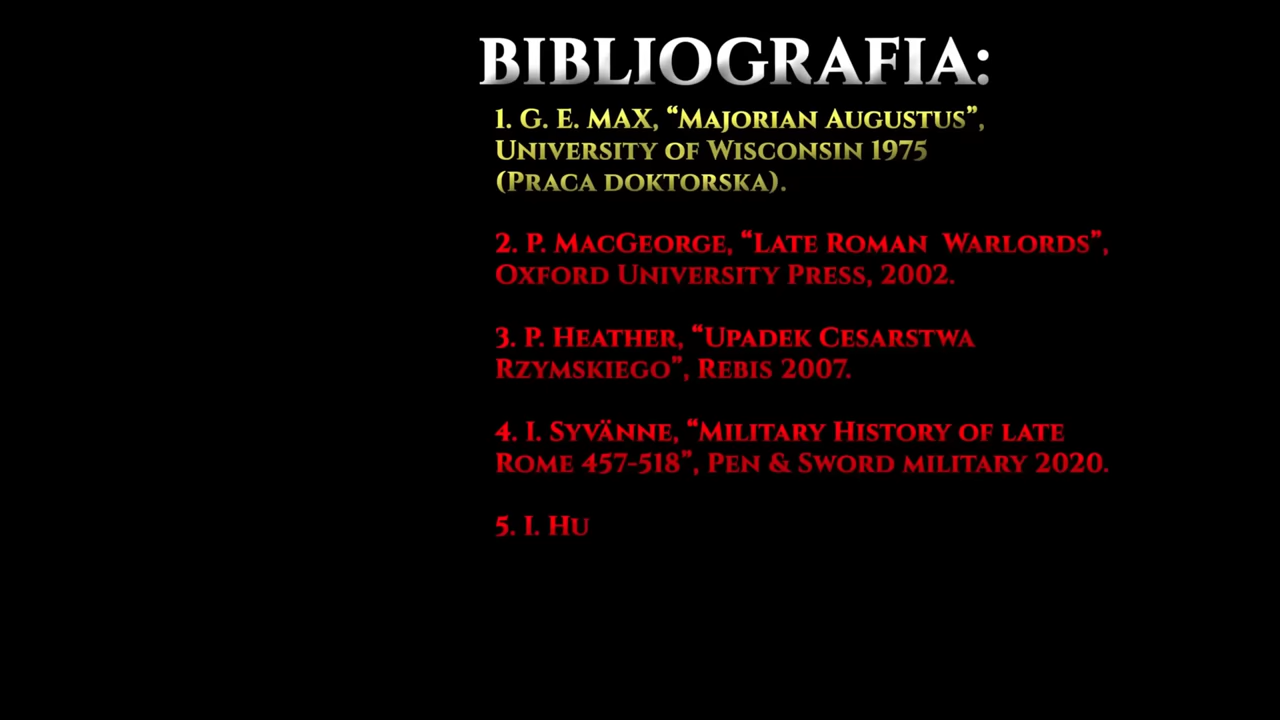 BIBLIOGRAFIA:
1. G. E. MAX, “Majorian Augustus”,
University of Wisconsin 1975
(Praca doktorska).
2. P. MacGeorge, “Late Roman Warlords”,
Oxford University Press, 2002.
3. P. Heather, “Upadek Cesarstwa
Rzymskiego”, Rebis 2007.
4. I. Syvänne, “Military History of late
Rome 457-518”, Pen & Sword military 2020.
5. I. Hu